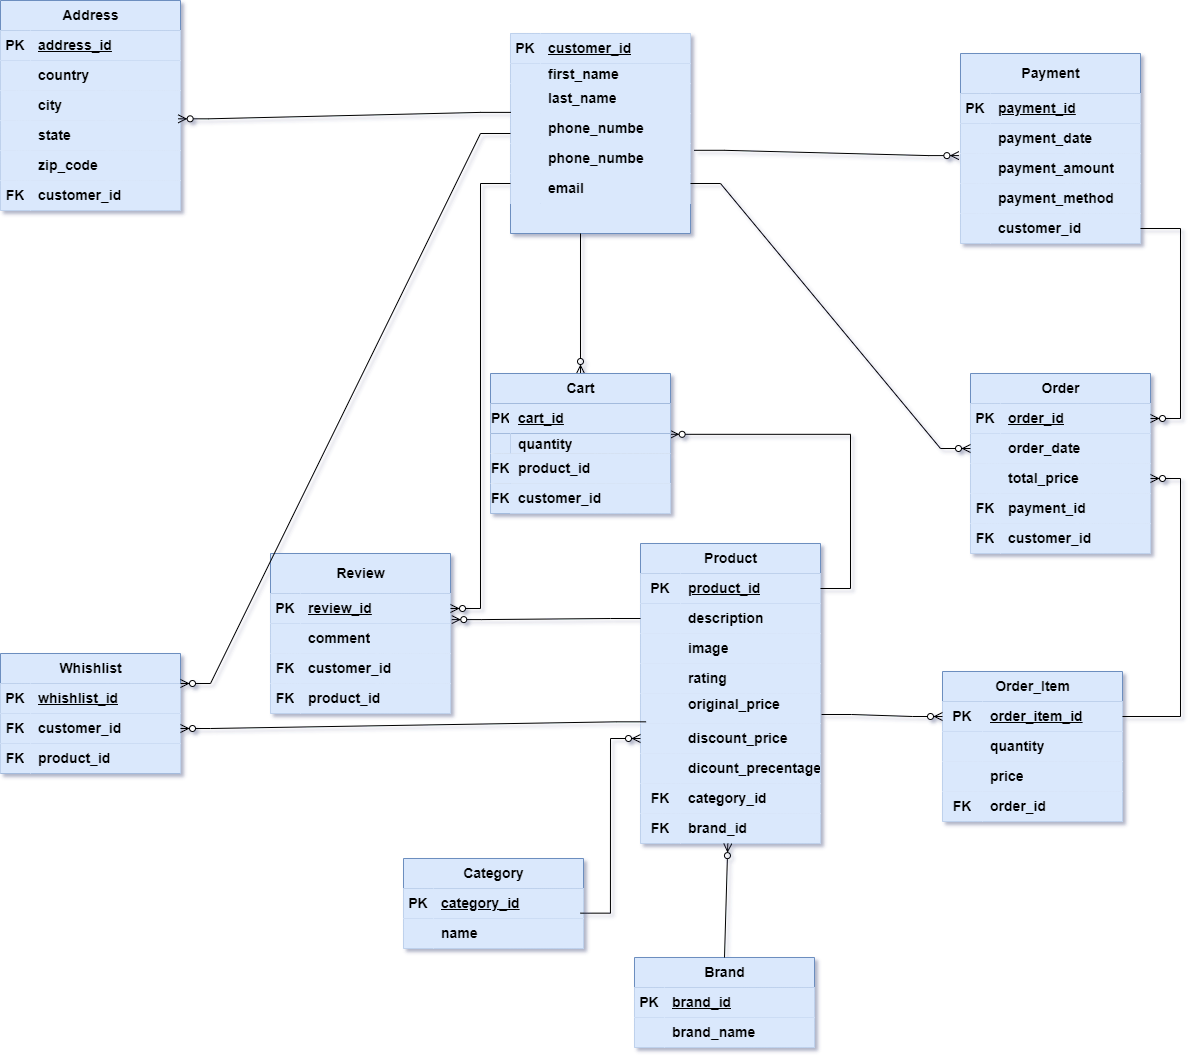 Address
PK address_id
country
city
state
zip_code
FK customer_id
PK customer_id
first_name
last_name
phone_numbe
phone_numbe
email
Payment
PK payment_id
payment_date
payment_amount
payment_method
customer_id
Cart
PK cart_id
quantity
FK product_id
FK customer_id
Order
PK order_id
order_date
total_price
FK payment_id
FK customer_id
Review
PK review_id
comment
FK customer_id
FK product_id
Product
PK product_id
description
image
rating
original_price
discount_price
dicount_precentage
FK category_id
FK brand_id
Whishlist
PK whishlist_id
FK customer_id
FK product_id
Order_Item
PK order_item_id
quantity
price
FK order_id
Category
PK category_id
name
Brand
PK brand_id
brand_name